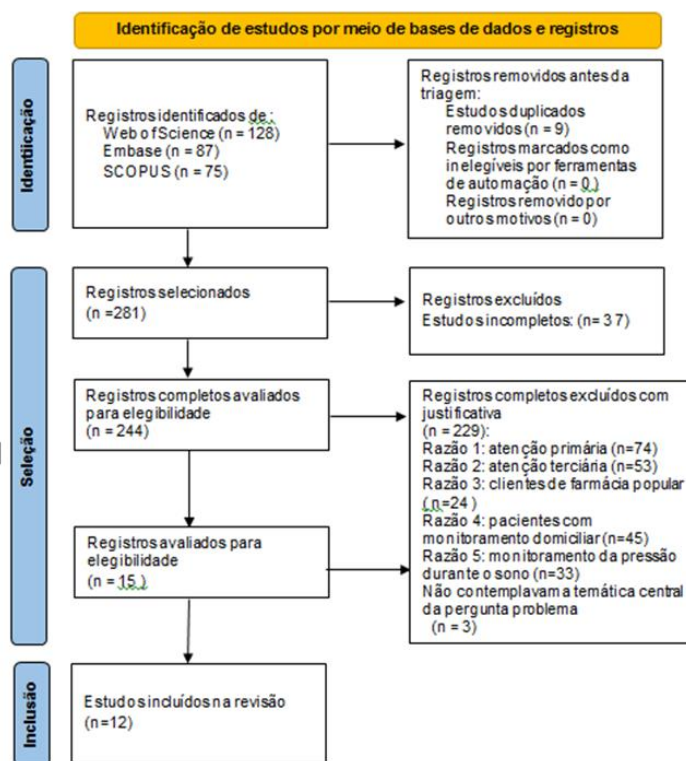 Identificação de estudos por meio de bases de dados e registros
Identiicação
Registros identificados de :
Web of Science (n = 128)
Embase (n = 87)
SCOPUS (n = 75)
Registros removidos antes da
triagem:
Estudos duplicados
removidos (n = 9)
Registros marcados como
inelegíveis por ferramentas
de automação (n = 0 )
Registros removido por
outros motivos (n = 0)
Seleção
Registros selecionados
(n =281)
Registros excluídos
Estudos incompletos: (n= 37)
Registros completos avaliados
para elegibilidade
(n = 244)
Registros completos excluídos com
justificativa
(n = 229):
Razão 1: atenção primária (n=74)
Razão 2: atenção terciária (n=53)
Razão 3: clientes de farmácia popular
( n=24 )
Razão 4: pacientes com
monitoramento domiciliar (n=45)
Razão 5: monitoramento da pressão
durante o sono (n=33)
Não contemplavam a temática central
da pergunta problema
(n = 3)
Registros avaliados para
elegibilidade
(n = 15 )
Inclusão
Estudos incluídos na revisão
(n=12)